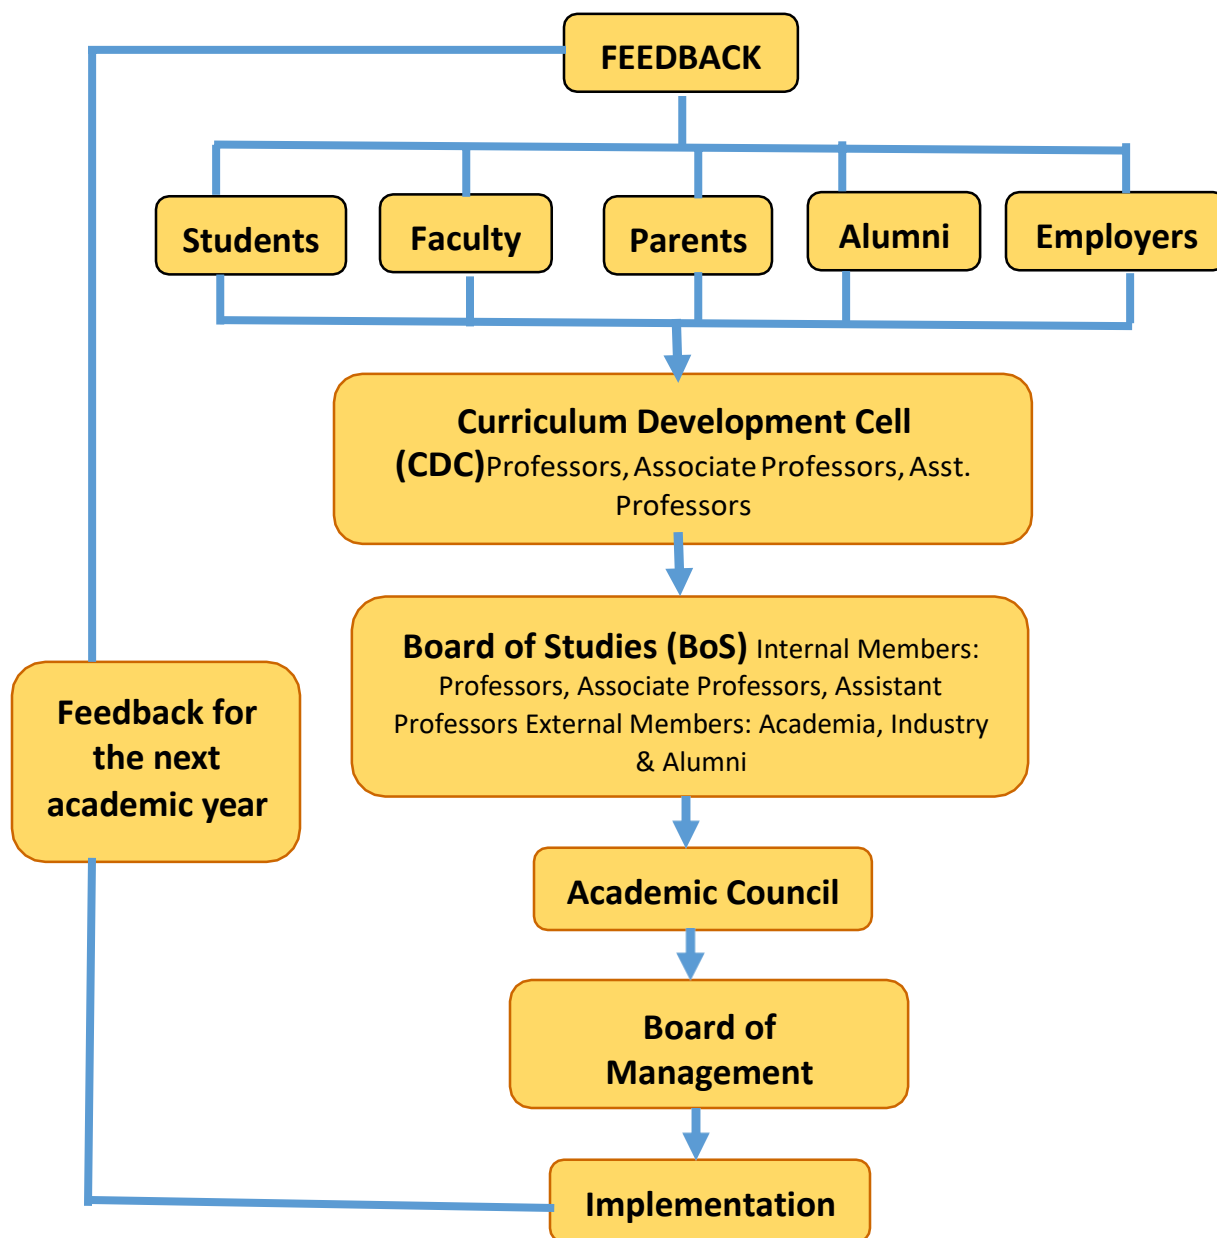 FEEDBACK
Students
Faculty
Parents
Alumni
Employers
Curriculum Development Cell
(CDC)Professors, Associate Professors, Asst.
Professors
Board of Studies (BoS) Internal Members:
Professors, Associate Professors, Assistant
Professors External Members: Academia, Industry
& Alumni
Feedback for
the next
academic year
Academic Council
Board of
Management
Implementation